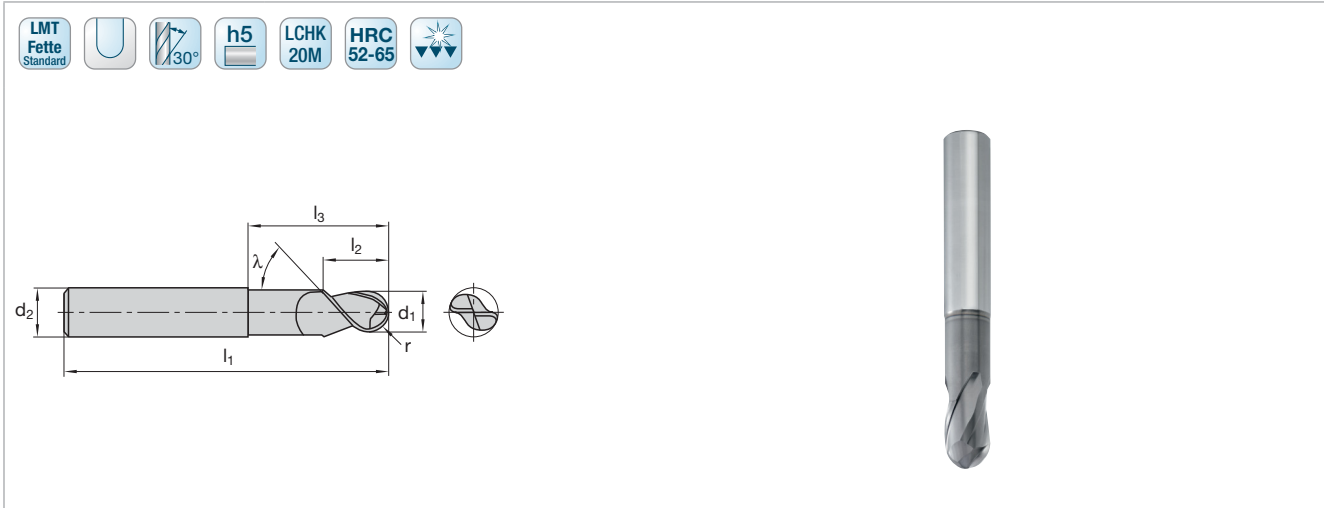 LMT
Fette
Standard
30°
h5
LCHK
20M
HRC
52-65
l₃
l₂
λ
d₂
d₁
r
l₁